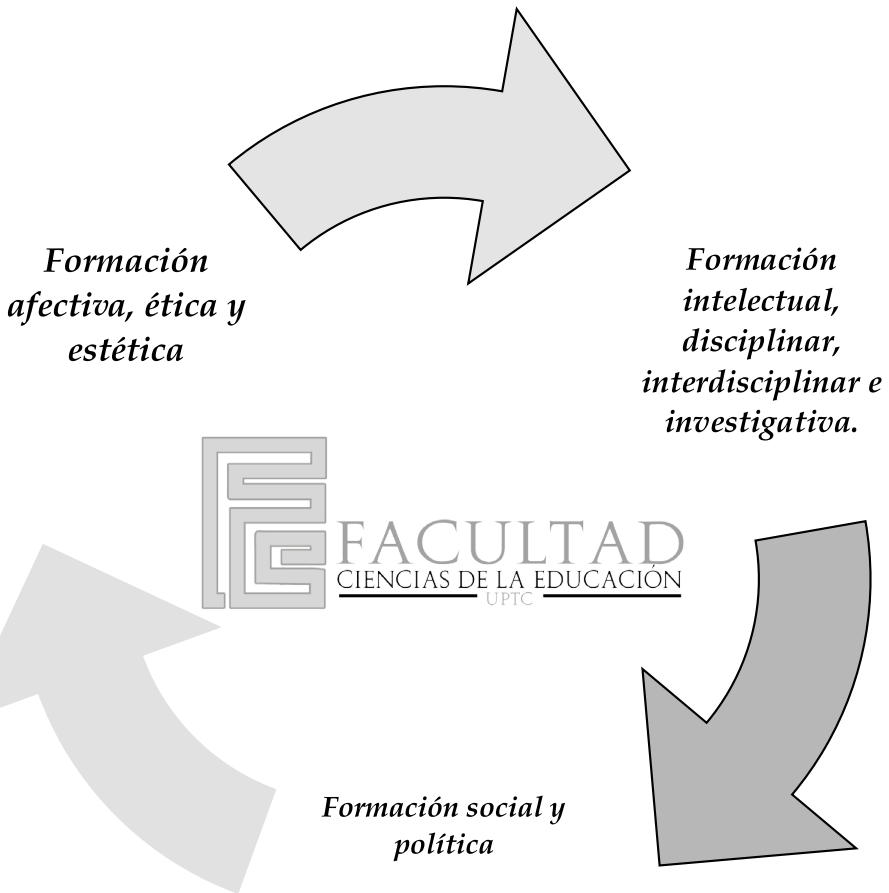 Formación
afectiva, ética y
estética
Formación
intelectual,
disciplinar,
interdisciplinar e
investigativa.
FACULTAD
CIENCIAS DE LA EDUCACIÓN
UPTC
Formación social y
política